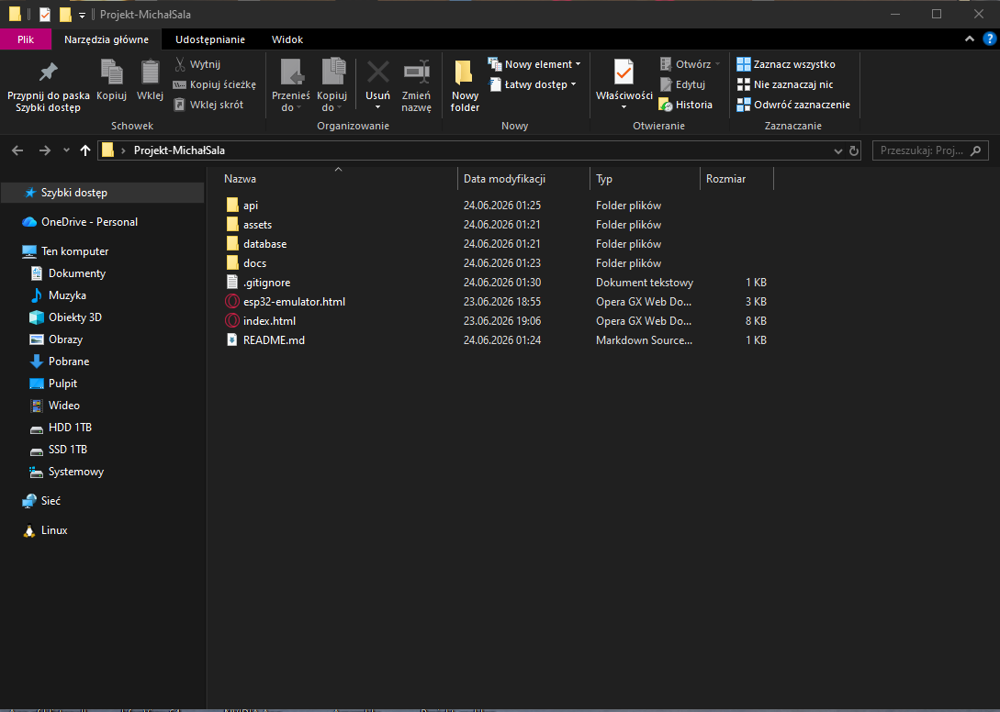 Projekt-MichałSala
Plik Narzędzia główne Udostępnianie Widok
Przypnij do paska Szybki dostęp
Kopiuj
Wklej
Wytnij
Kopiuj ścieżkę
Wklej skrót
Schowek
Przenieś do
Kopiuj do
Usuń
Zmień nazwę
Organizowanie
Nowy folder
Nowy element
Łatwy dostęp
Nowy
Właściwości
Otwórz
Edytuj
Historia
Otwieranie
Zaznacz wszystko
Nie zaznaczaj nic
Odwróć zaznaczenie
Zaznaczanie
Projekt-MichałSala
Przeszukaj: Proj...
Szybki dostęp
OneDrive - Personal
Ten komputer
Dokumenty
Muzyka
Obiekty 3D
Obrazy
Pobrane
Pulpit
Wideo
HDD 1TB
SSD 1TB
Systemowy
Sieć
Linux
Nazwa Data modyfikacji Typ Rozmiar
api 24.06.2026 01:25 Folder plików
assets 24.06.2026 01:21 Folder plików
database 24.06.2026 01:21 Folder plików
docs 24.06.2026 01:23 Folder plików
.gitignore 24.06.2026 01:30 Dokument tekstowy 1 KB
esp32-emulator.html 23.06.2026 18:55 Opera GX Web Do... 3 KB
index.html 23.06.2026 19:06 Opera GX Web Do... 8 KB
README.md 24.06.2026 01:24 Markdown Source... 1 KB